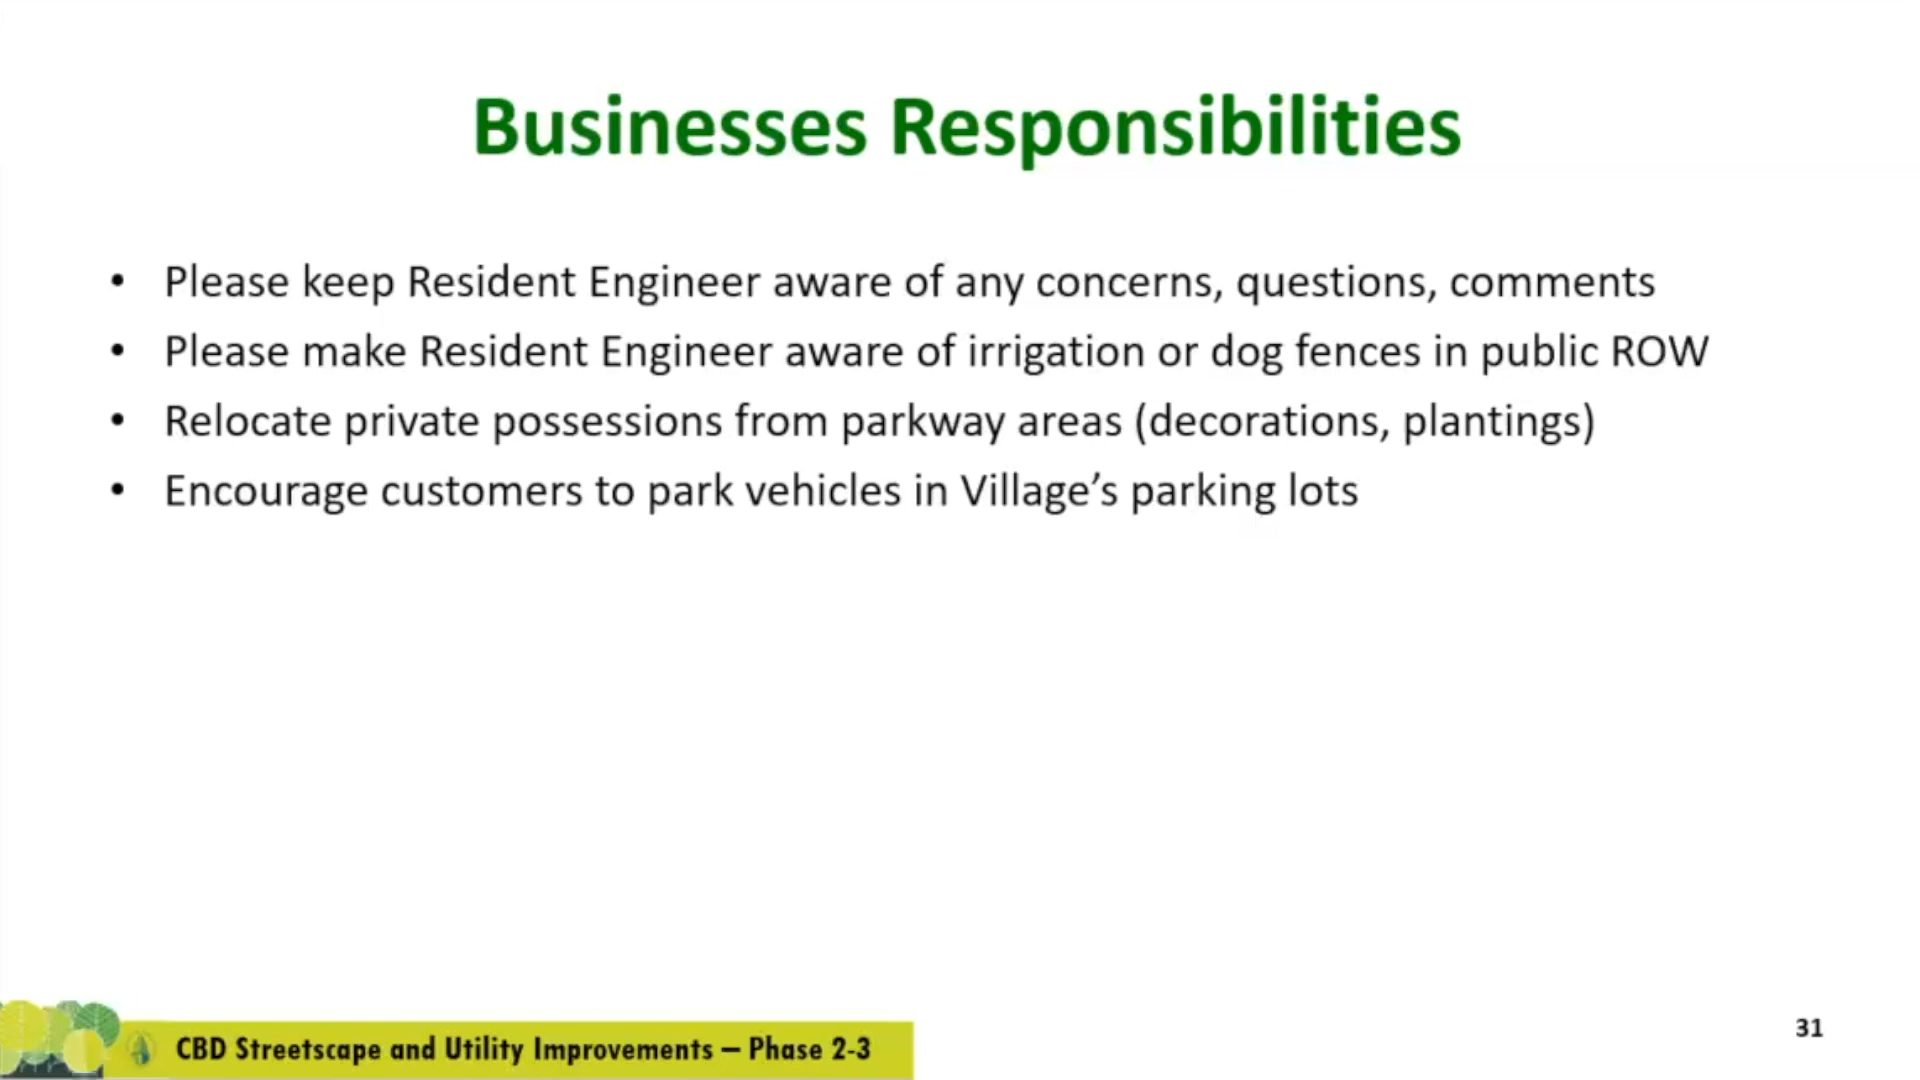 Businesses Responsibilities
• Please keep Resident Engineer aware of any concerns, questions, comments
• Please make Resident Engineer aware of irrigation or dog fences in public ROW
• Relocate private possessions from parkway areas (decorations, plantings)
• Encourage customers to park vehicles in Village’s parking lots
CBD Streetscape and Utility Improvements – Phase 2-3
31